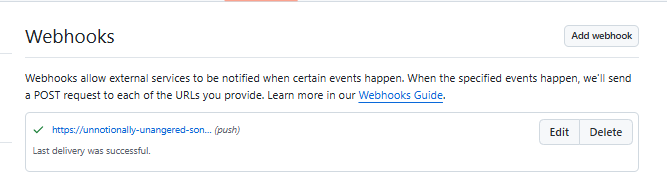 Webhooks
Add webhook
Webhooks allow external services to be notified when certain events happen. When the specified events happen, we'll send
a POST request to each of the URLs you provide. Learn more in our Webhooks Guide.
https://unnotionally-unangered-son... (push)
Edit
Delete
Last delivery was successful.